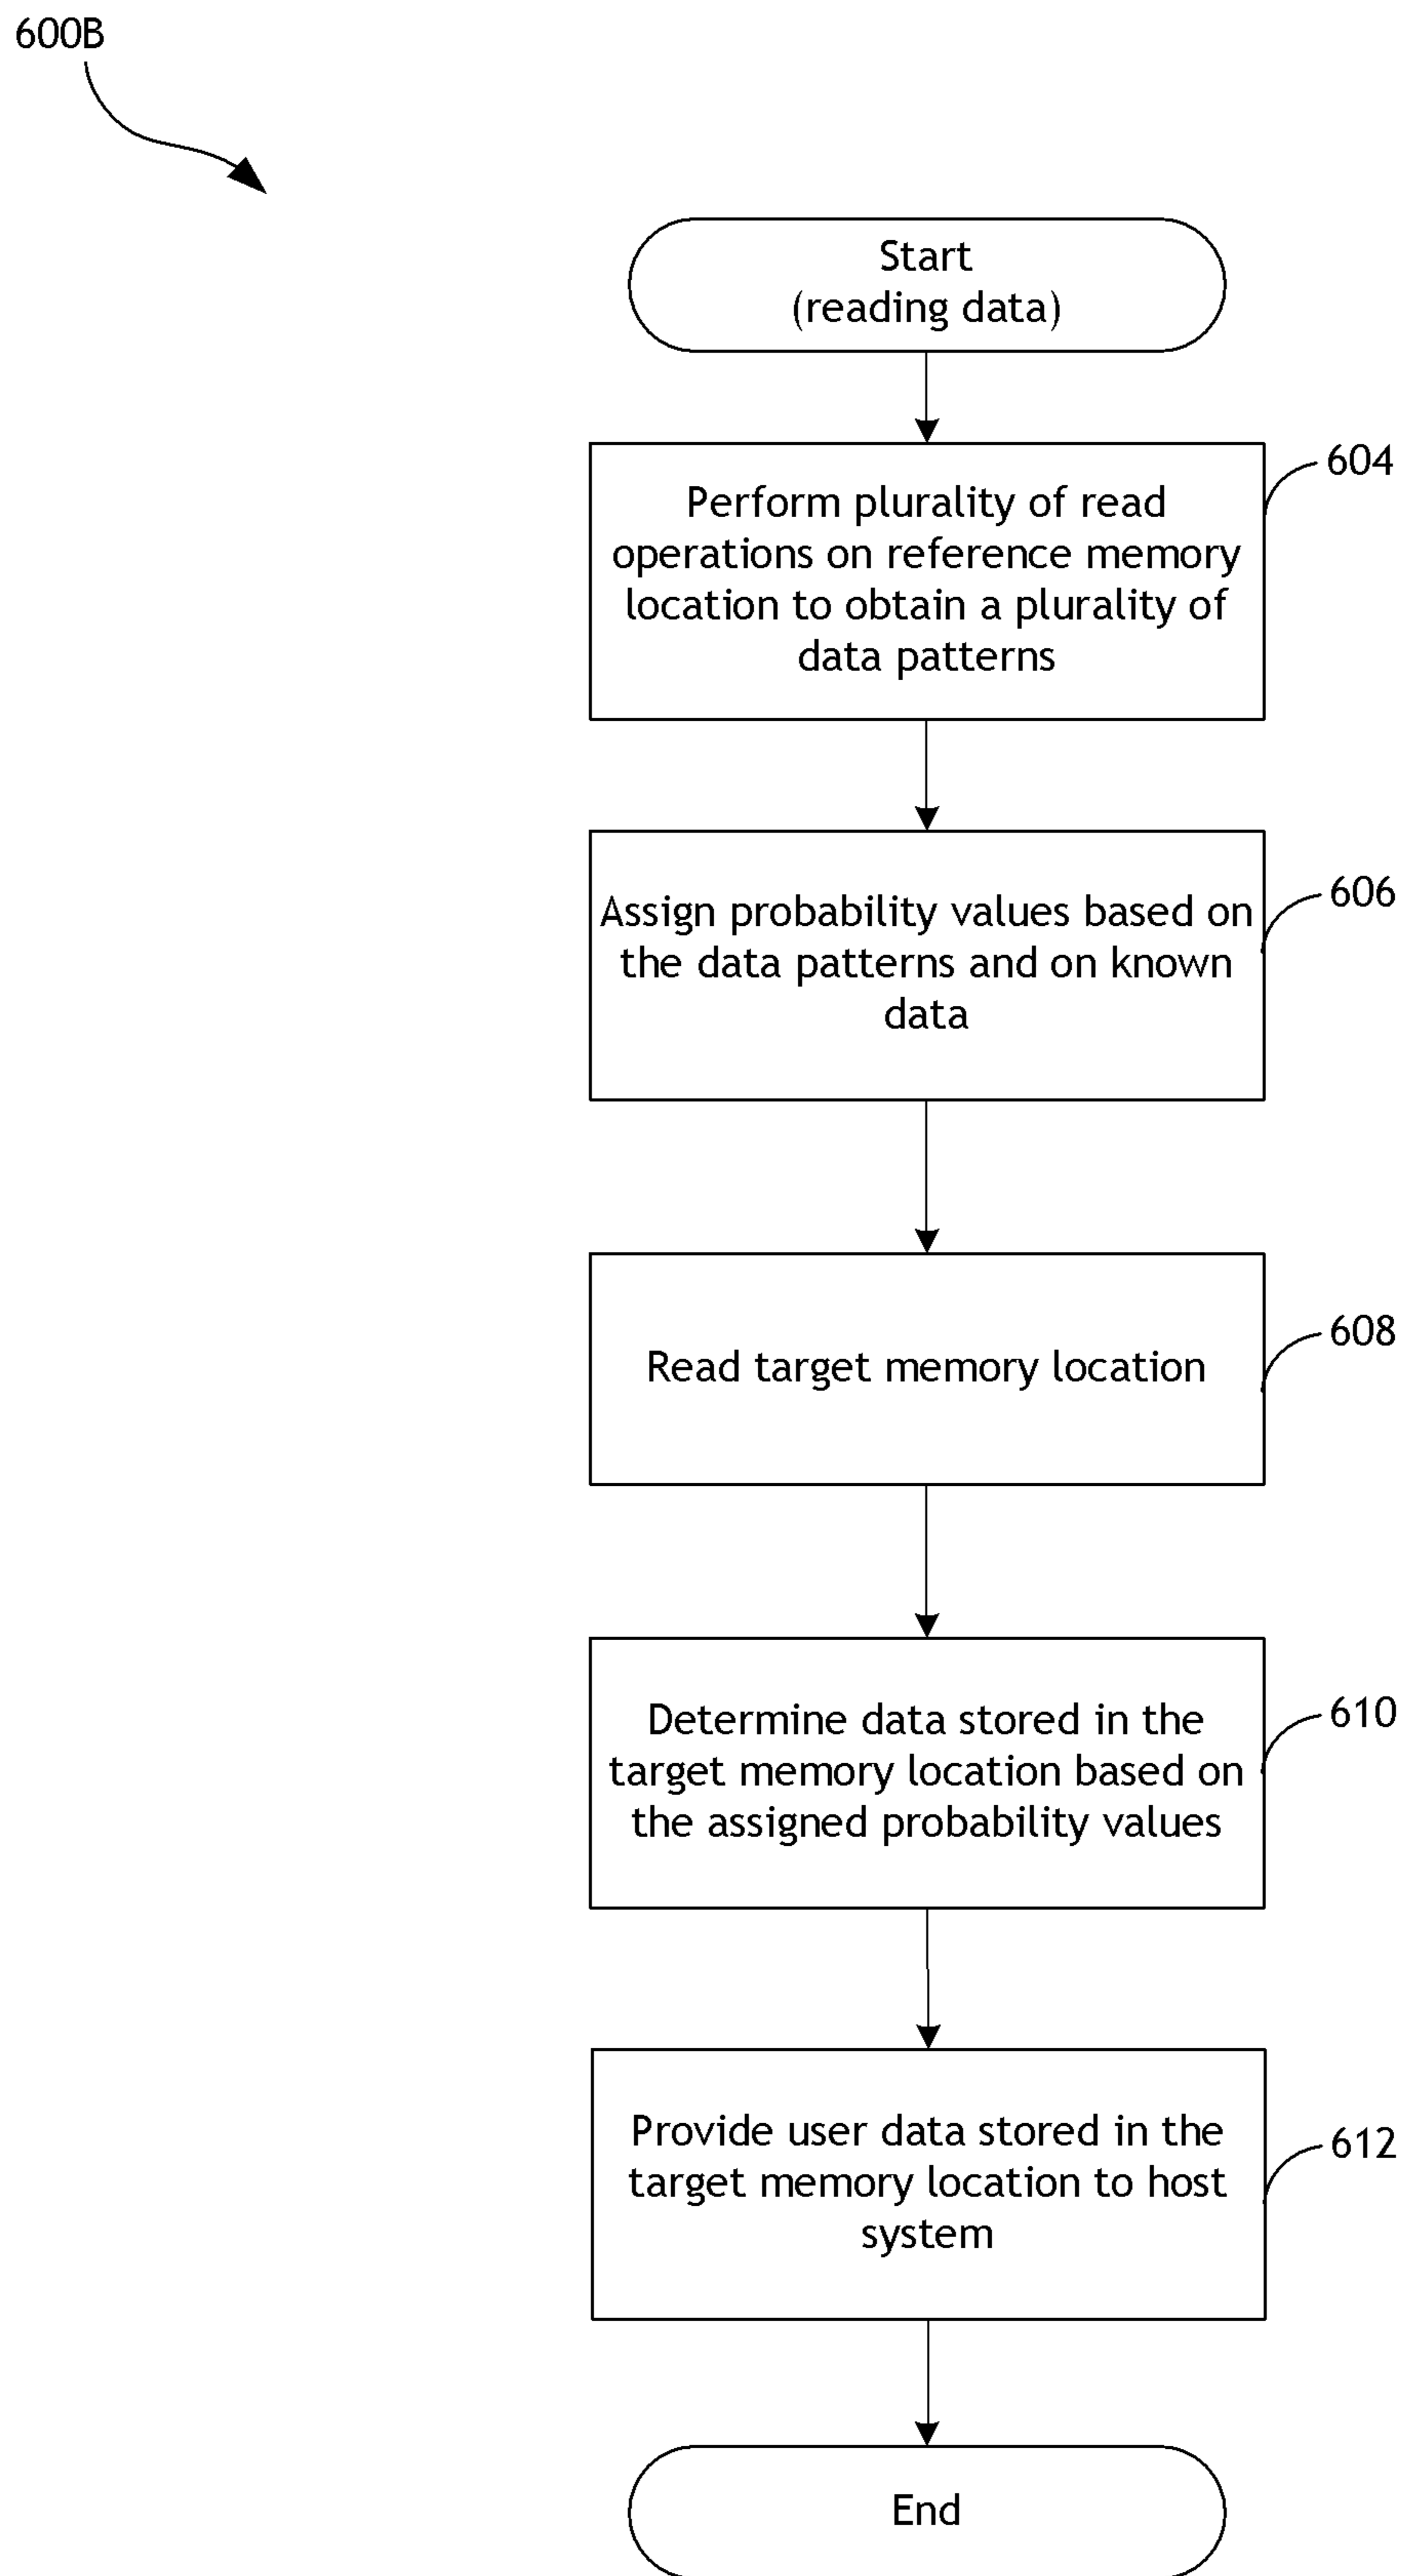 600B
Start
(reading data)
604
Perform plurality of read
operations on reference memory
location to obtain a plurality of
data patterns
606
Assign probability values based on
the data patterns and on known
data
608
Read target memory location
610
Determine data stored in the
target memory location based on
the assigned probability values
612
Provide user data stored in the
target memory location to host
system
End